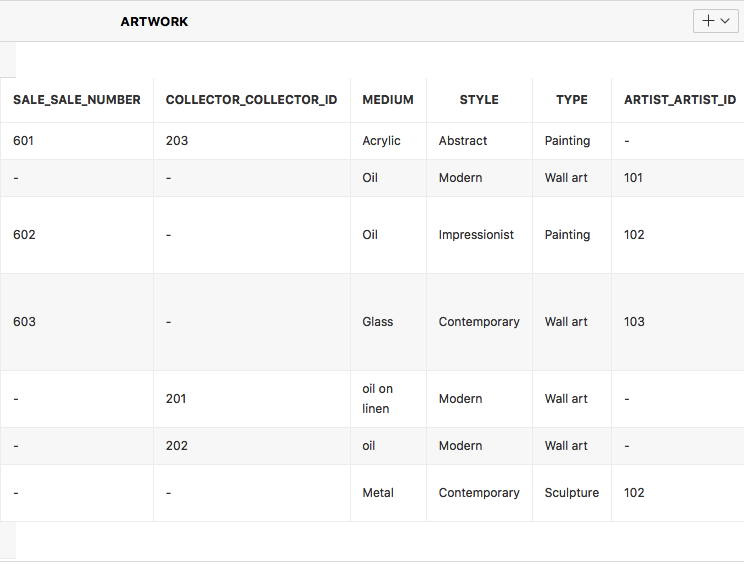 ARTWORK
SALE_SALE_NUMBER COLLECTOR_COLLECTOR_ID MEDIUM STYLE TYPE ARTIST_ARTIST_ID
601 203 Acrylic Abstract Painting -
- - Oil Modern Wall art 101
602 - Oil Impressionist Painting 102
603 - Glass Contemporary Wall art 103
- 201 oil on linen Modern Wall art -
- 202 oil Modern Wall art -
- - Metal Contemporary Sculpture 102